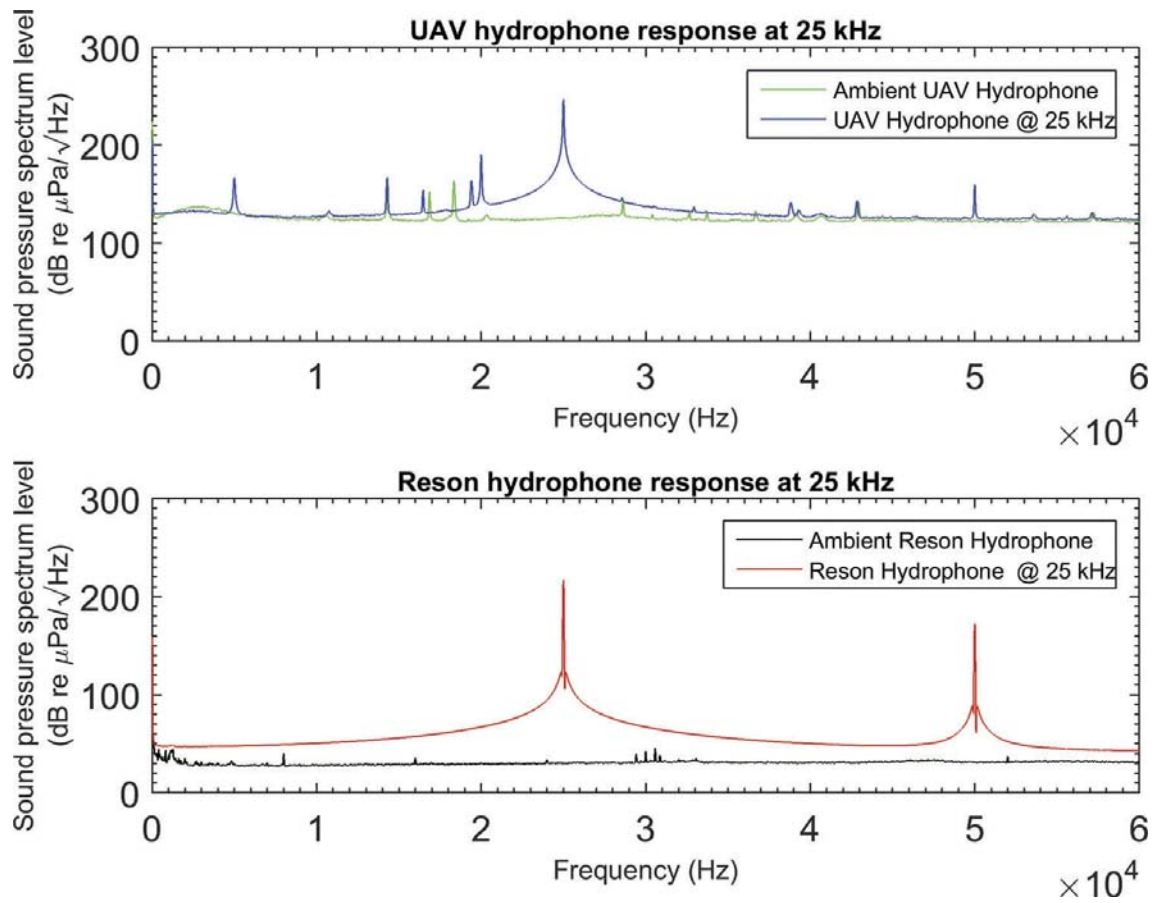 UAV hydrophone response at 25 kHz
Sound pressure spectrum level
(dB re μPa/√Hz)
300
200
100
0
Ambient UAV Hydrophone
UAV Hydrophone @ 25 kHz
0 1 2 3 4 5 6
Frequency (Hz)
×10⁴
Reson hydrophone response at 25 kHz
Sound pressure spectrum level
(dB re μPa/√Hz)
300
200
100
0
Ambient Reson Hydrophone
Reson Hydrophone @ 25 kHz
0 1 2 3 4 5 6
Frequency (Hz)
×10⁴